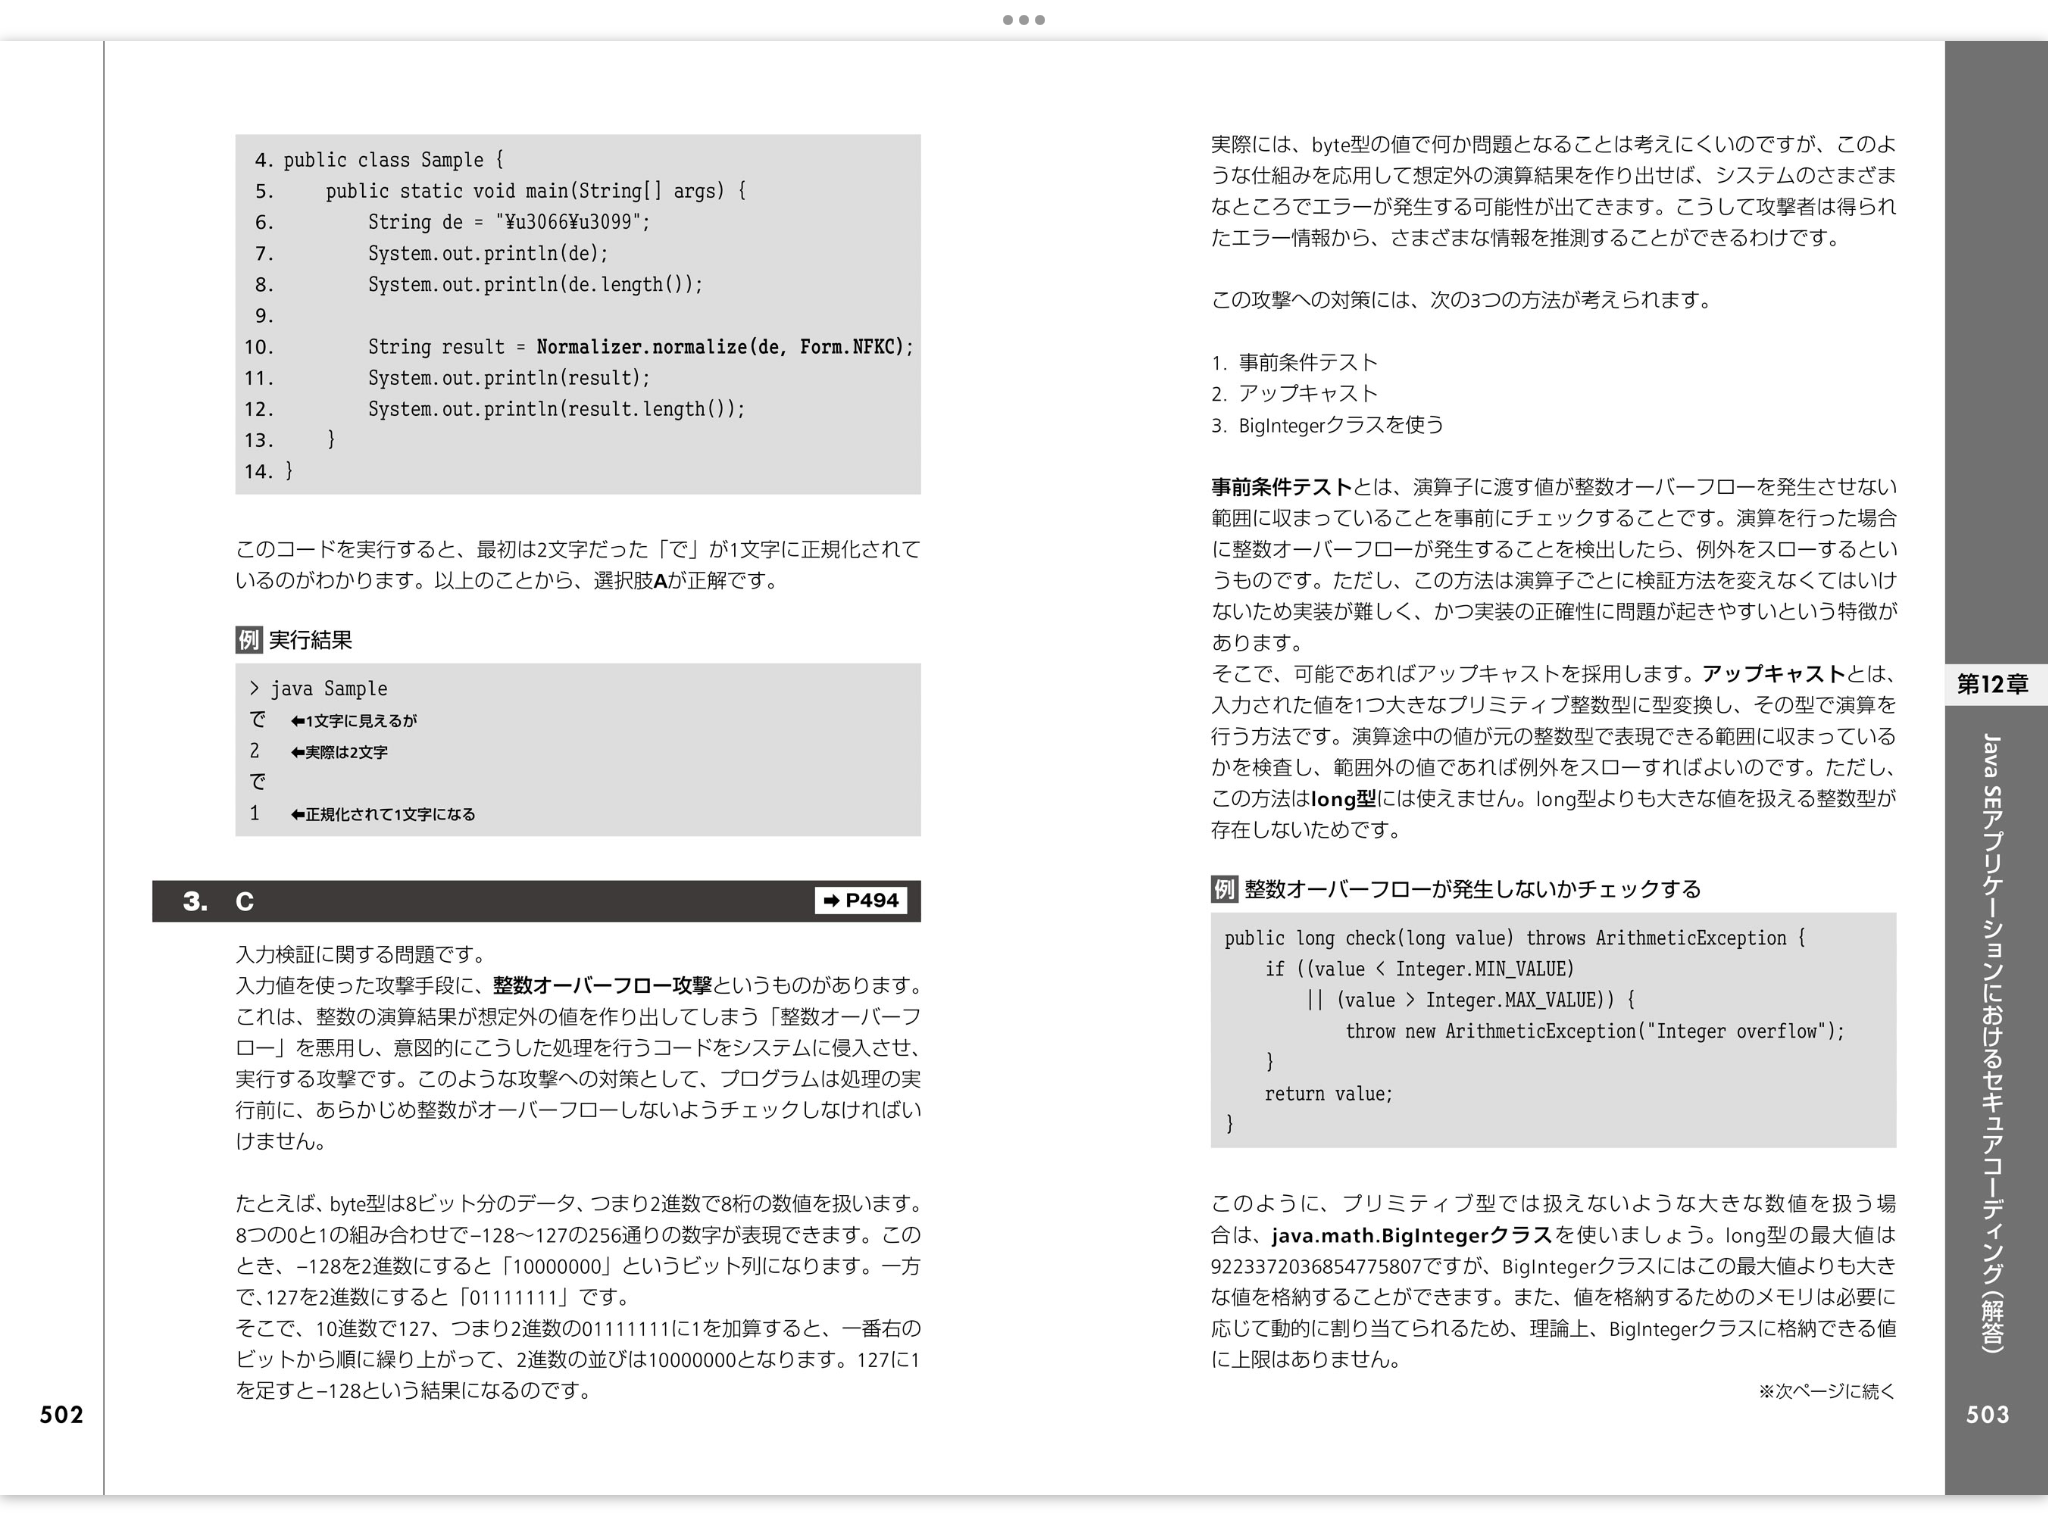 4. public class Sample {
5.     public static void main(String[] args) {
6.         String de = "¥u3066¥u3099";
7.         System.out.println(de);
8.         System.out.println(de.length());
9.
10.         String result = Normalizer.normalize(de, Form.NFKC);
11.         System.out.println(result);
12.         System.out.println(result.length());
13.     }
14. }
このコードを実行すると、最初は2文字だった「で」が1文字に正規化されて
いるのがわかります。以上のことから、選択肢Aが正解です。
例 実行結果
> java Sample
で ⬅1文字に見えるが
2 ⬅実際は2文字
で
1 ⬅正規化されて1文字になる
3. C ➡ P494
入力検証に関する問題です。
入力値を使った攻撃手段に、整数オーバーフロー攻撃というものがあります。
これは、整数の演算結果が想定外の値を作り出してしまう「整数オーバーフ
ロー」を悪用し、意図的にこうした処理を行うコードをシステムに侵入させ、
実行する攻撃です。このような攻撃への対策として、プログラムは処理の実
行前に、あらかじめ整数がオーバーフローしないようチェックしなければい
けません。
たとえば、byte型は8ビット分のデータ、つまり2進数で8桁の数値を扱います。
8つの0と1の組み合わせで–128〜127の256通りの数字が表現できます。この
とき、–128を2進数にすると「10000000」というビット列になります。一方
で、127を2進数にすると「01111111」です。
そこで、10進数で127、つまり2進数の01111111に1を加算すると、一番右の
ビットから順に繰り上がって、2進数の並びは10000000となります。127に1
を足すと–128という結果になるのです。
502
実際には、byte型の値で何か問題となることは考えにくいのですが、このよ
うな仕組みを応用して想定外の演算結果を作り出せば、システムのさまざま
なところでエラーが発生する可能性が出てきます。こうして攻撃者は得られ
たエラー情報から、さまざまな情報を推測することができるわけです。
この攻撃への対策には、次の3つの方法が考えられます。
1. 事前条件テスト
2. アップキャスト
3. BigIntegerクラスを使う
事前条件テストとは、演算子に渡す値が整数オーバーフローを発生させない
範囲に収まっていることを事前にチェックすることです。演算を行った場合
に整数オーバーフローが発生することを検出したら、例外をスローするとい
うものです。ただし、この方法は演算子ごとに検証方法を変えなくてはいけ
ないため実装が難しく、かつ実装の正確性に問題が起きやすいという特徴が
あります。
そこで、可能であればアップキャストを採用します。アップキャストとは、
入力された値を1つ大きなプリミティブ整数型に型変換し、その型で演算を
行う方法です。演算途中の値が元の整数型で表現できる範囲に収まっている
かを検査し、範囲外の値であれば例外をスローすればよいのです。ただし、
この方法はlong型には使えません。long型よりも大きな値を扱える整数型が
存在しないためです。
例 整数オーバーフローが発生しないかチェックする
public long check(long value) throws ArithmeticException {
    if ((value < Integer.MIN_VALUE)
        || (value > Integer.MAX_VALUE)) {
            throw new ArithmeticException("Integer overflow");
    }
    return value;
}
このように、プリミティブ型では扱えないような大きな数値を扱う場
合は、java.math.BigIntegerクラスを使いましょう。long型の最大値は
9223372036854775807ですが、BigIntegerクラスにはこの最大値よりも大き
な値を格納することができます。また、値を格納するためのメモリは必要に
応じて動的に割り当てられるため、理論上、BigIntegerクラスに格納できる値
に上限はありません。
※次ページに続く
第12章
Java SEアプリケーションにおけるセキュアコーディング（解答）
503